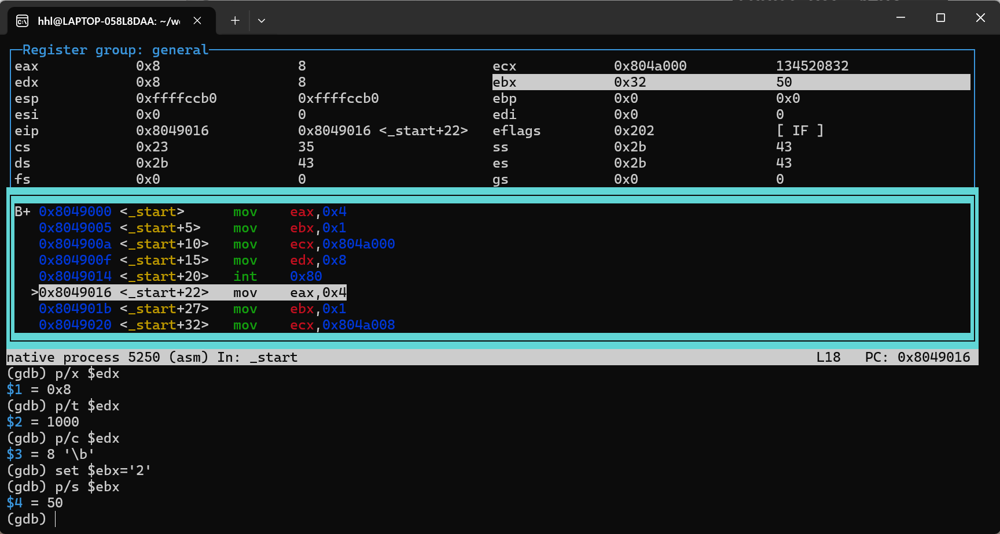 hhl@LAPTOP-058L8DAA: ~/w
Register group: general
eax 0x8 8 ecx 0x804a000 134520832
edx 0x8 8 ebx 0x32 50
esp 0xffffccb0 0xffffccb0 ebp 0x0 0x0
esi 0x0 0 edi 0x0 0
eip 0x8049016 0x8049016 <_start+22> eflags 0x202 [ IF ]
cs 0x23 35 ss 0x2b 43
ds 0x2b 43 es 0x2b 43
fs 0x0 0 gs 0x0 0
B+ 0x8049000 <_start> mov eax,0x4
0x8049005 <_start+5> mov ebx,0x1
0x804900a <_start+10> mov ecx,0x804a000
0x804900f <_start+15> mov edx,0x8
0x8049014 <_start+20> int 0x80
>0x8049016 <_start+22> mov eax,0x4
0x804901b <_start+27> mov ebx,0x1
0x8049020 <_start+32> mov ecx,0x804a008
native process 5250 (asm) In: _start L18 PC: 0x8049016
(gdb) p/x $edx
$1 = 0x8
(gdb) p/t $edx
$2 = 1000
(gdb) p/c $edx
$3 = 8 '\b'
(gdb) set $ebx='2'
(gdb) p/s $ebx
$4 = 50
(gdb)